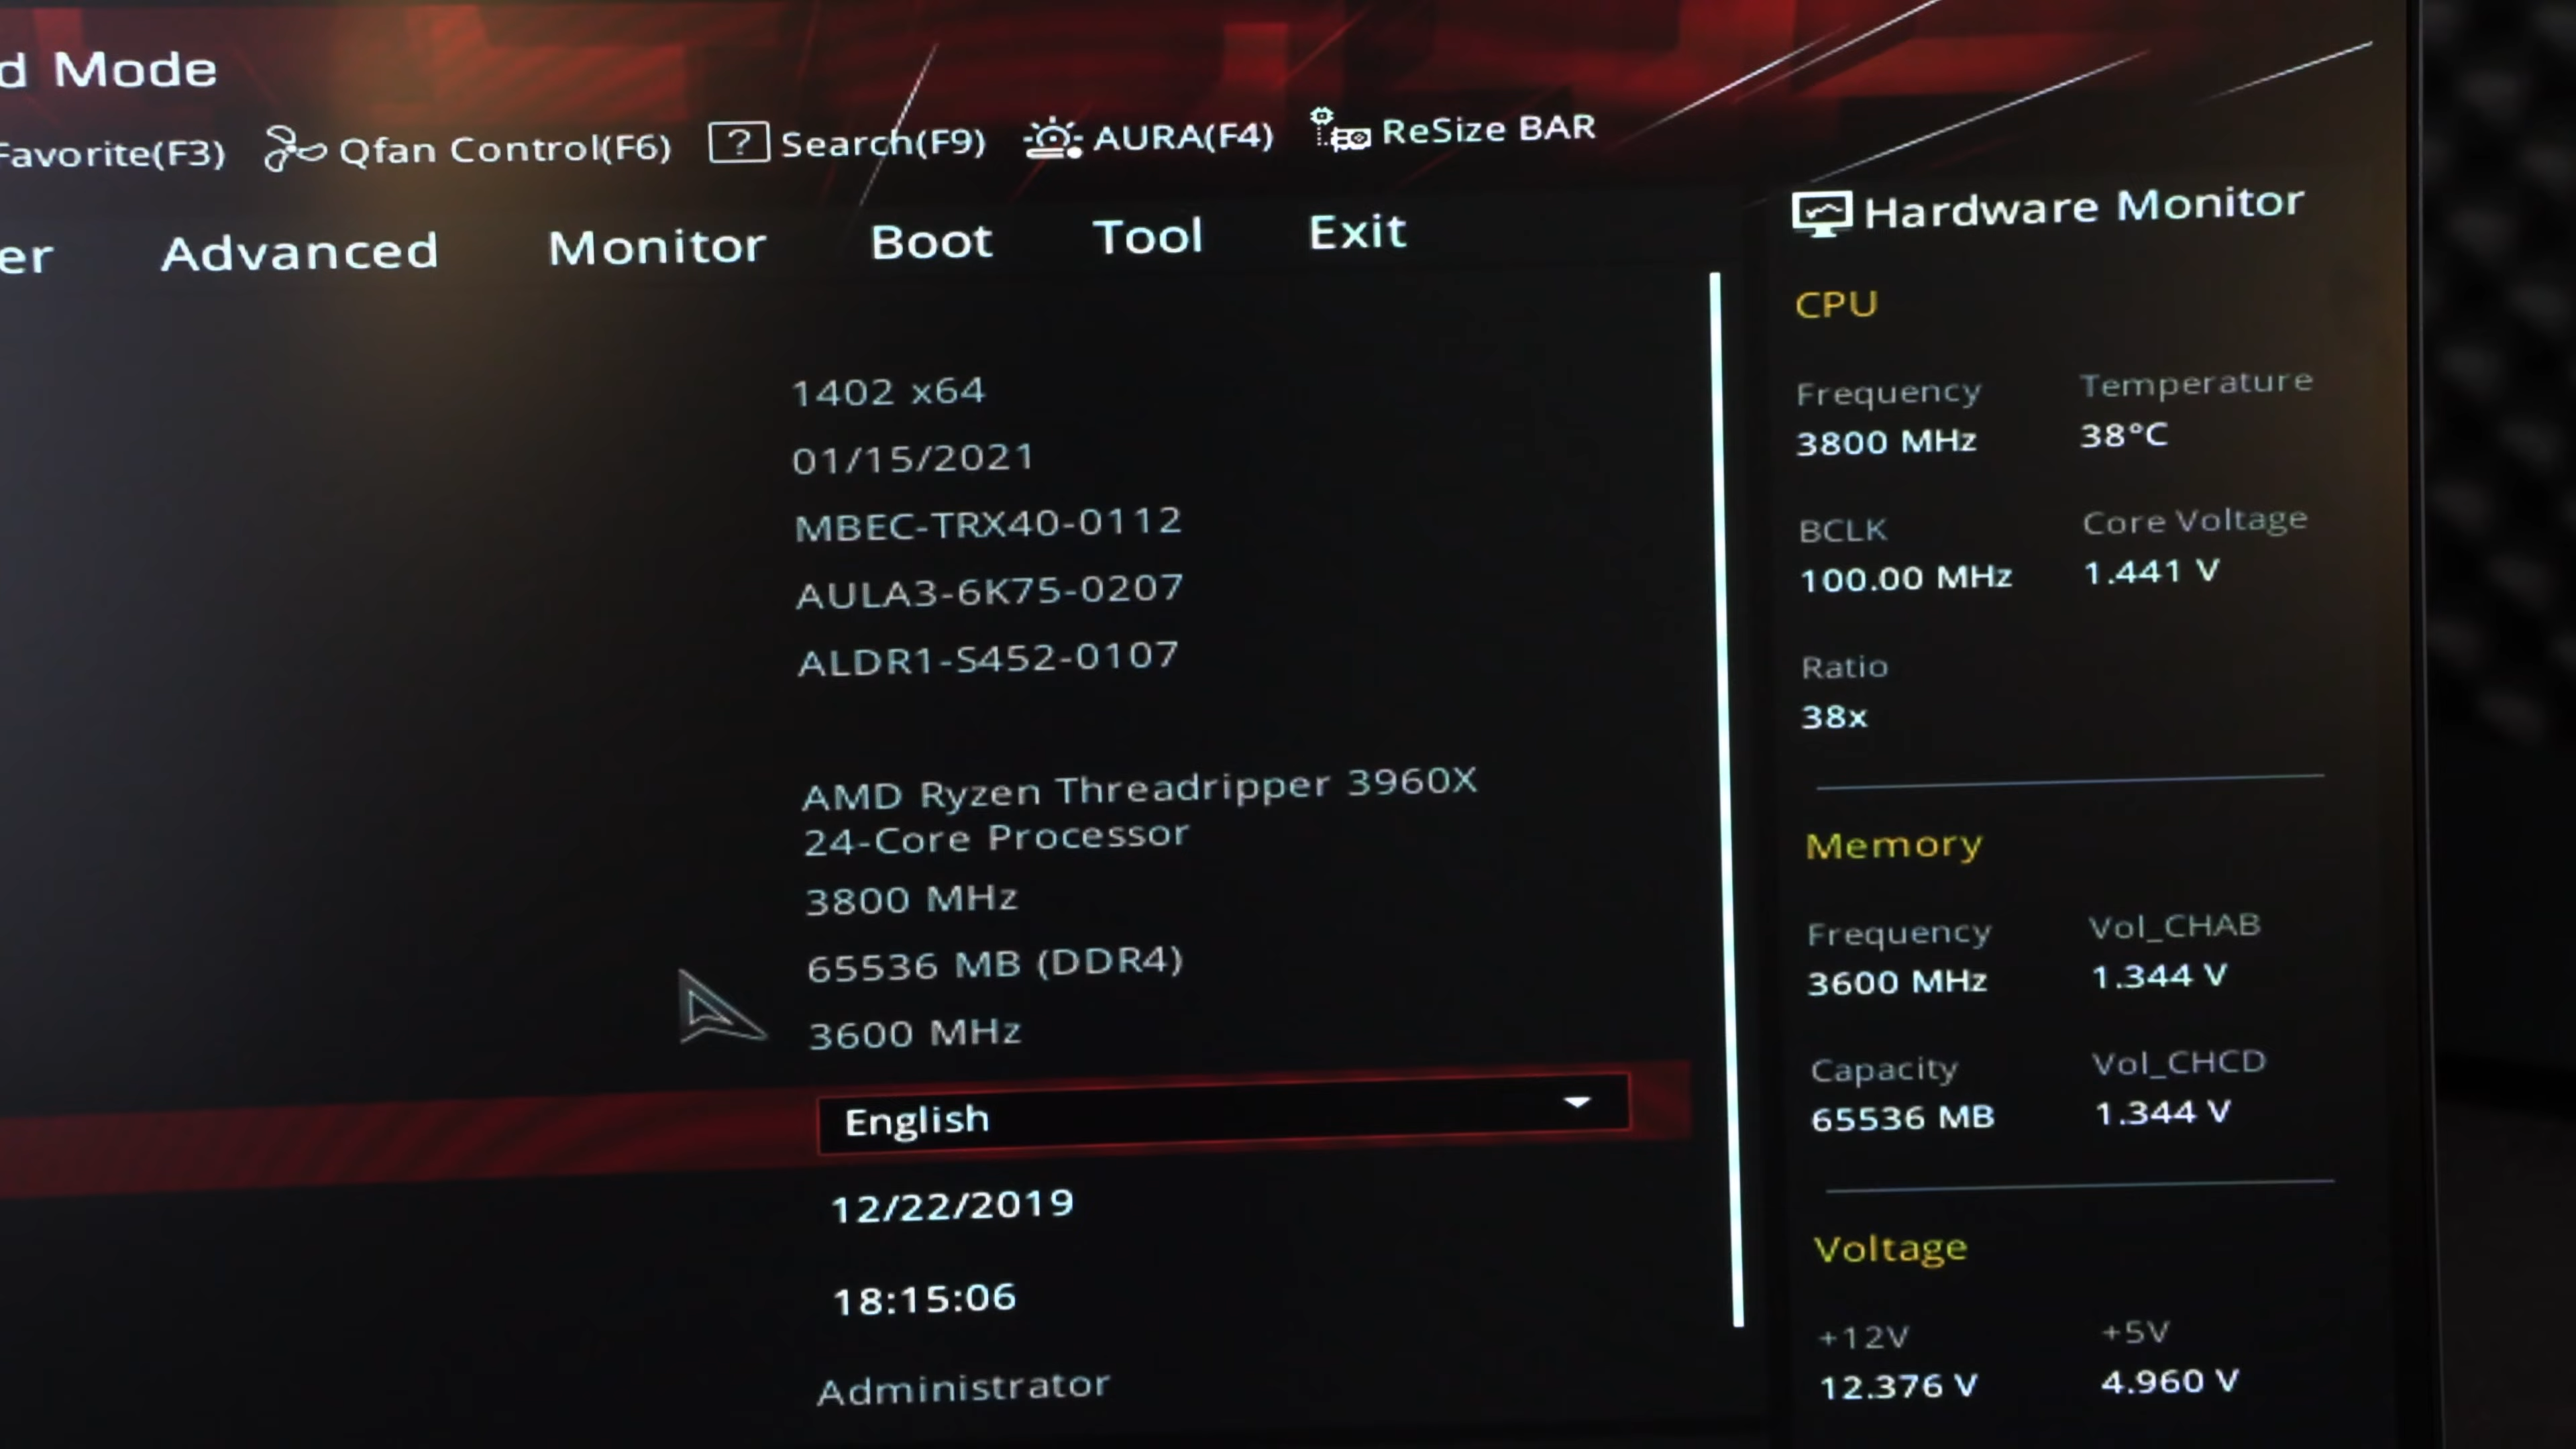 d Mode
Favorite(F3) Qfan Control(F6) ? Search(F9) AURA(F4) ReSize BAR
er Advanced Monitor Boot Tool Exit
1402 x64
01/15/2021
MBEC-TRX40-0112
AULA3-6K75-0207
ALDR1-S452-0107
AMD Ryzen Threadripper 3960X
24-Core Processor
3800 MHz
65536 MB (DDR4)
3600 MHz
English
12/22/2019
18:15:06
Administrator
Hardware Monitor
CPU
Frequency Temperature
3800 MHz 38°C
BCLK Core Voltage
100.00 MHz 1.441 V
Ratio
38x
Memory
Frequency Vol_CHAB
3600 MHz 1.344 V
Capacity Vol_CHCD
65536 MB 1.344 V
Voltage
+12V +5V
12.376 V 4.960 V